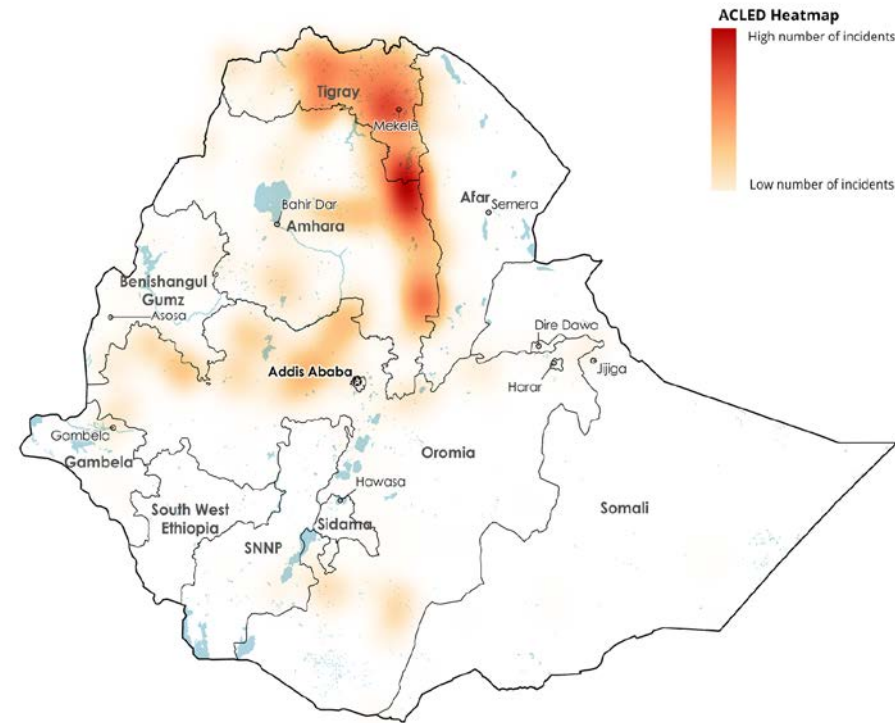 ACLED Heatmap
High number of incidents
Low number of incidents
Tigray
Mekele
Afar
Semera
Bahir Dar
Amhara
Benishangul
Gumz
Asosa
Dire Dawa
Addis Ababa
Harar
Jijiga
Gambela
Gambela
Oromia
Hawasa
South West
Ethiopia
Sidama
Somali
SNNP